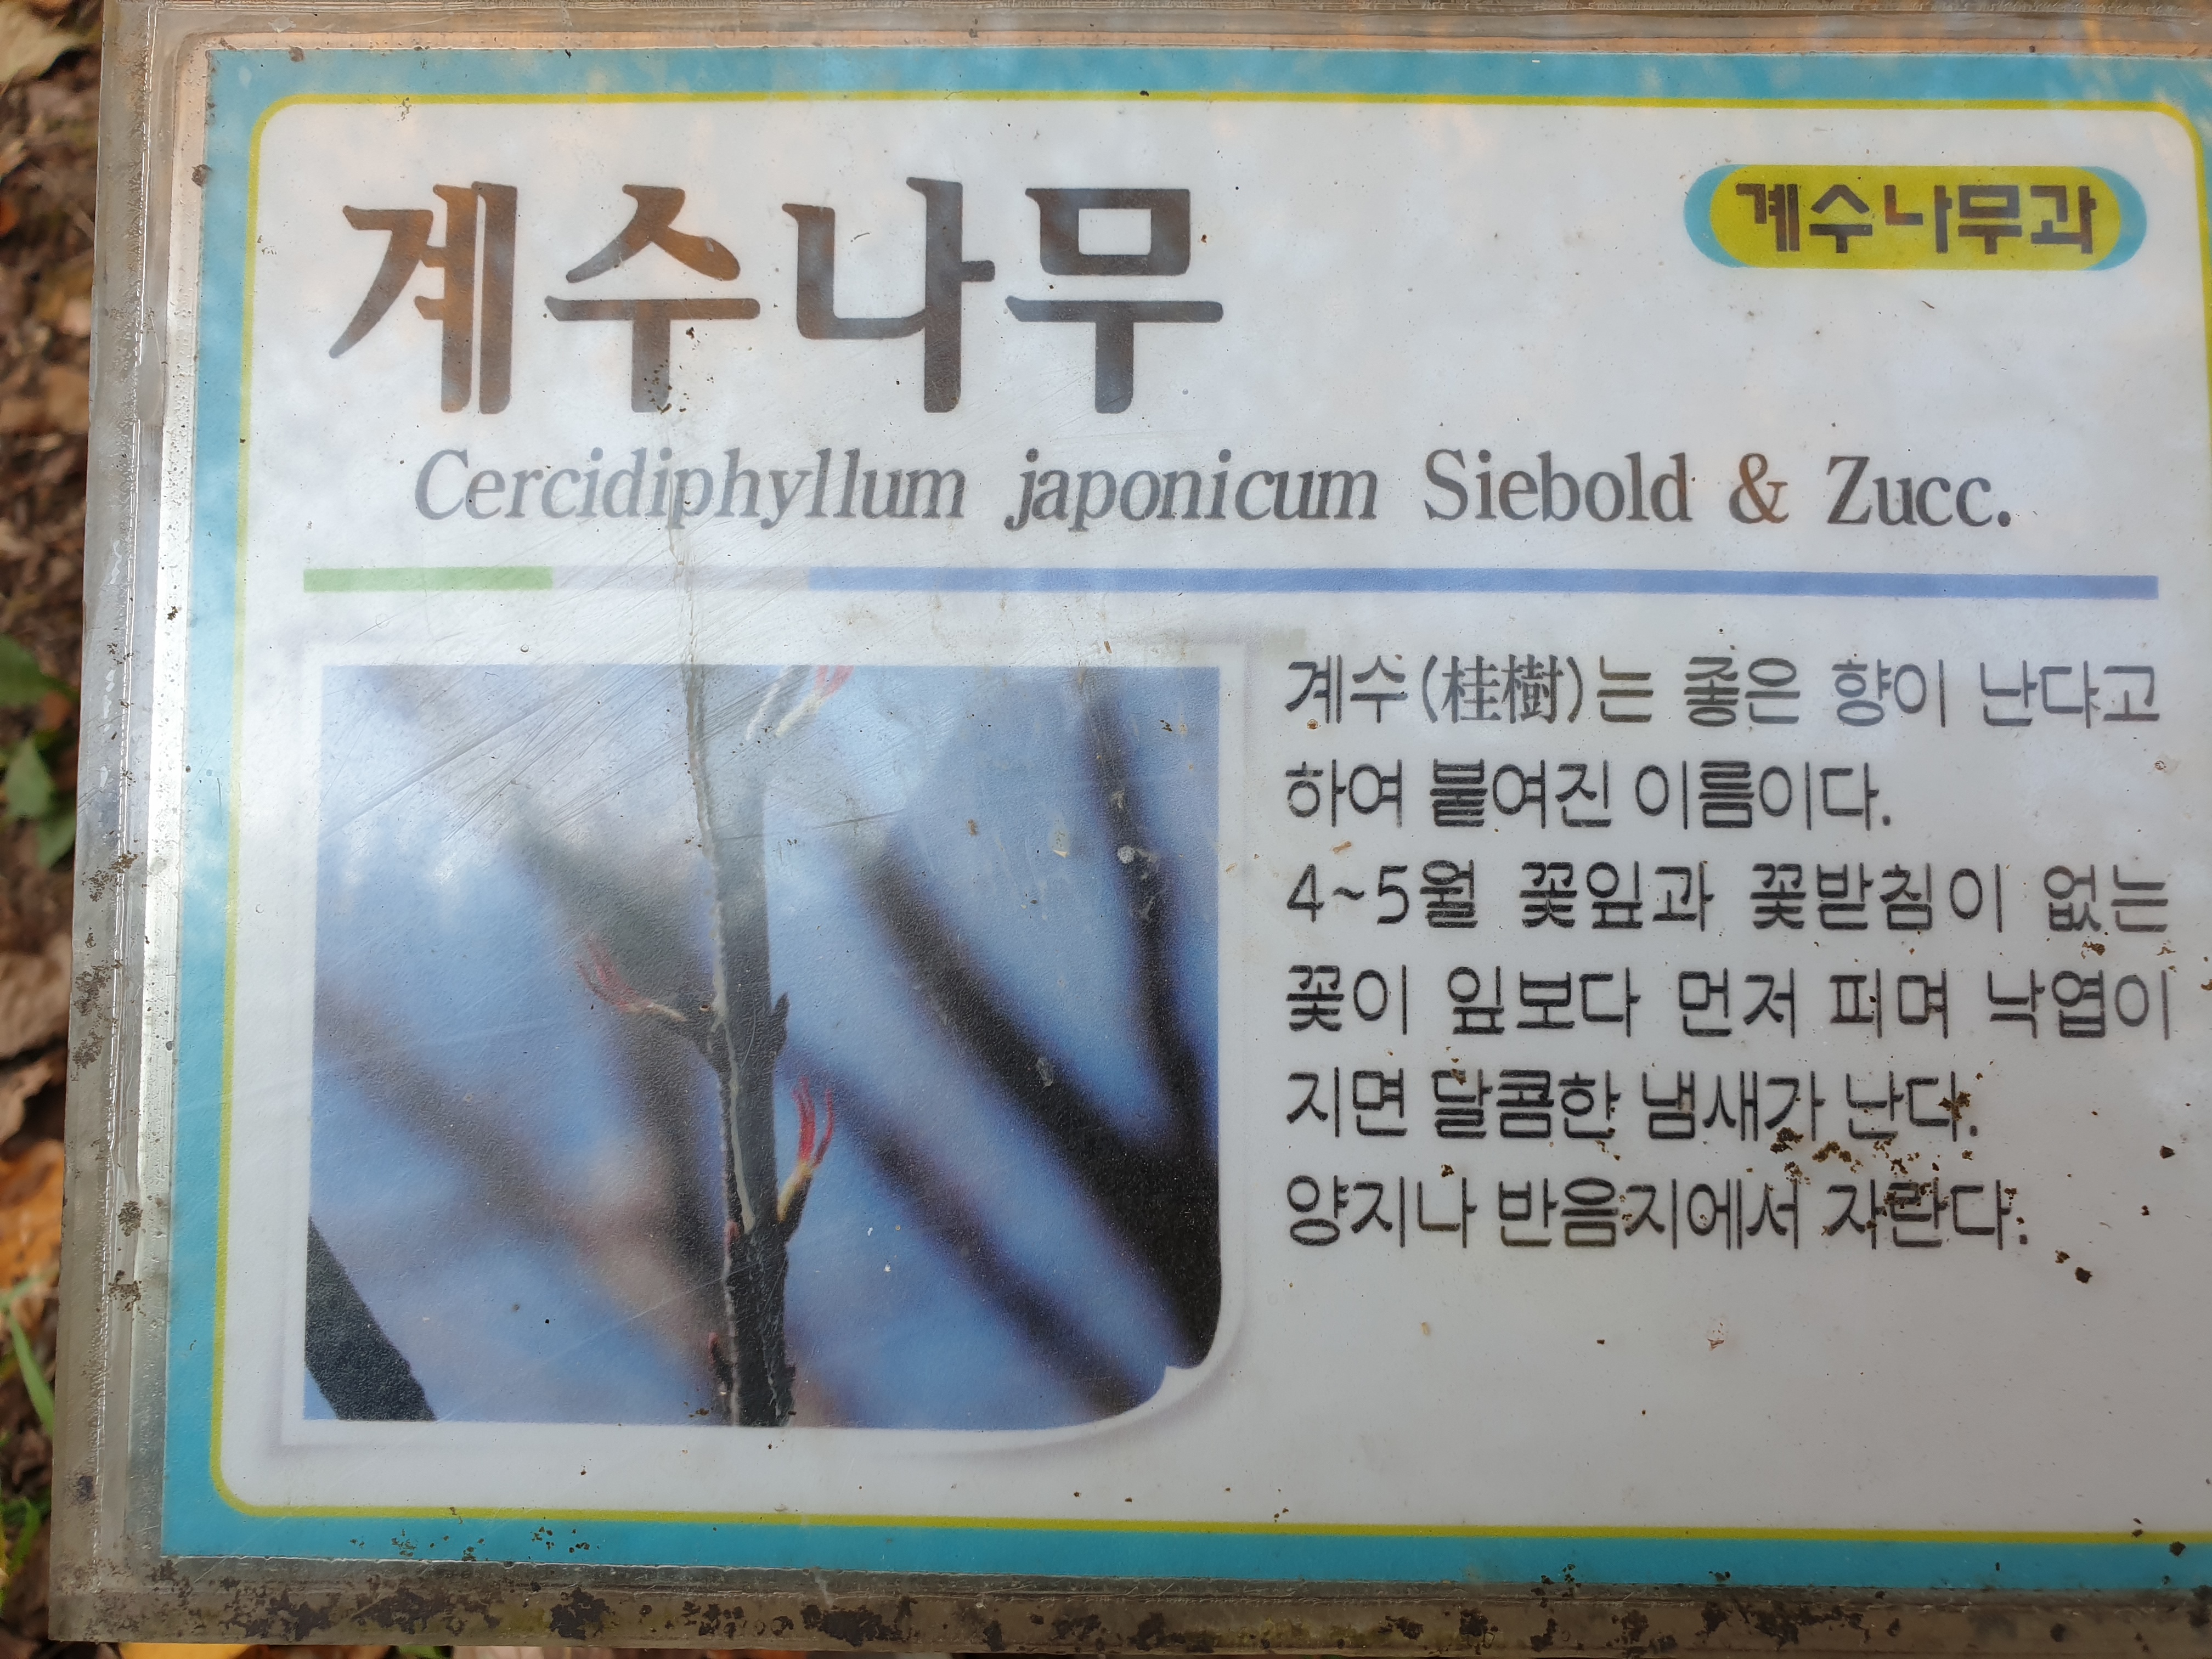 계수나무
계수나무과
Cercidiphyllum japonicum Siebold & Zucc.
계수(桂樹)는 좋은 향이 난다고
하여 붙여진 이름이다.
4~5월 꽃잎과 꽃받침이 없는
꽃이 잎보다 먼저 피며 낙엽이
지면 달콤한 냄새가 난다.
양지나 반음지에서 자란다.